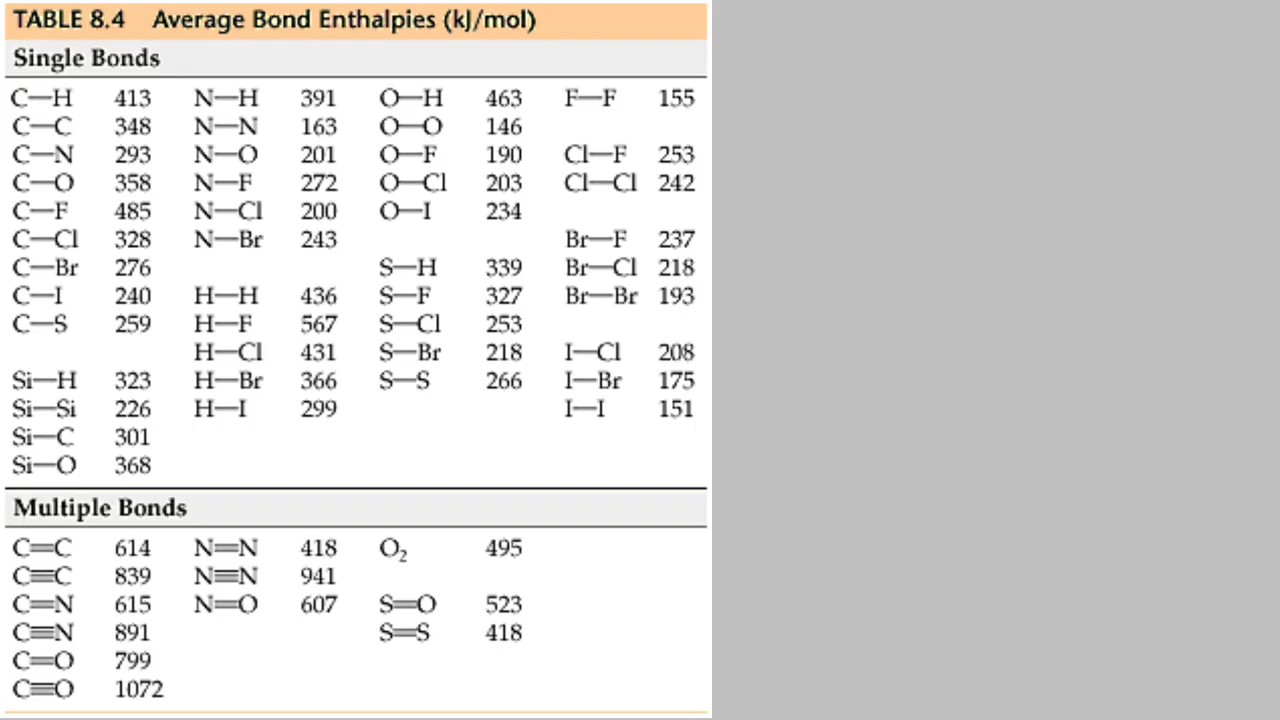 TABLE 8.4 Average Bond Enthalpies (kJ/mol)
Single Bonds
C—H 413 N—H 391 O—H 463 F—F 155
C—C 348 N—N 163 O—O 146
C—N 293 N—O 201 O—F 190 Cl—F 253
C—O 358 N—F 272 O—Cl 203 Cl—Cl 242
C—F 485 N—Cl 200 O—I 234
C—Cl 328 N—Br 243 Br—F 237
C—Br 276 S—H 339 Br—Cl 218
C—I 240 H—H 436 S—F 327 Br—Br 193
C—S 259 H—F 567 S—Cl 253
H—Cl 431 S—Br 218 I—Cl 208
Si—H 323 H—Br 366 S—S 266 I—Br 175
Si—Si 226 H—I 299 I—I 151
Si—C 301
Si—O 368
Multiple Bonds
C=C 614 N=N 418 O₂ 495
C≡C 839 N≡N 941
C=N 615 N=O 607 S=O 523
C≡N 891 S=S 418
C=O 799
C≡O 1072